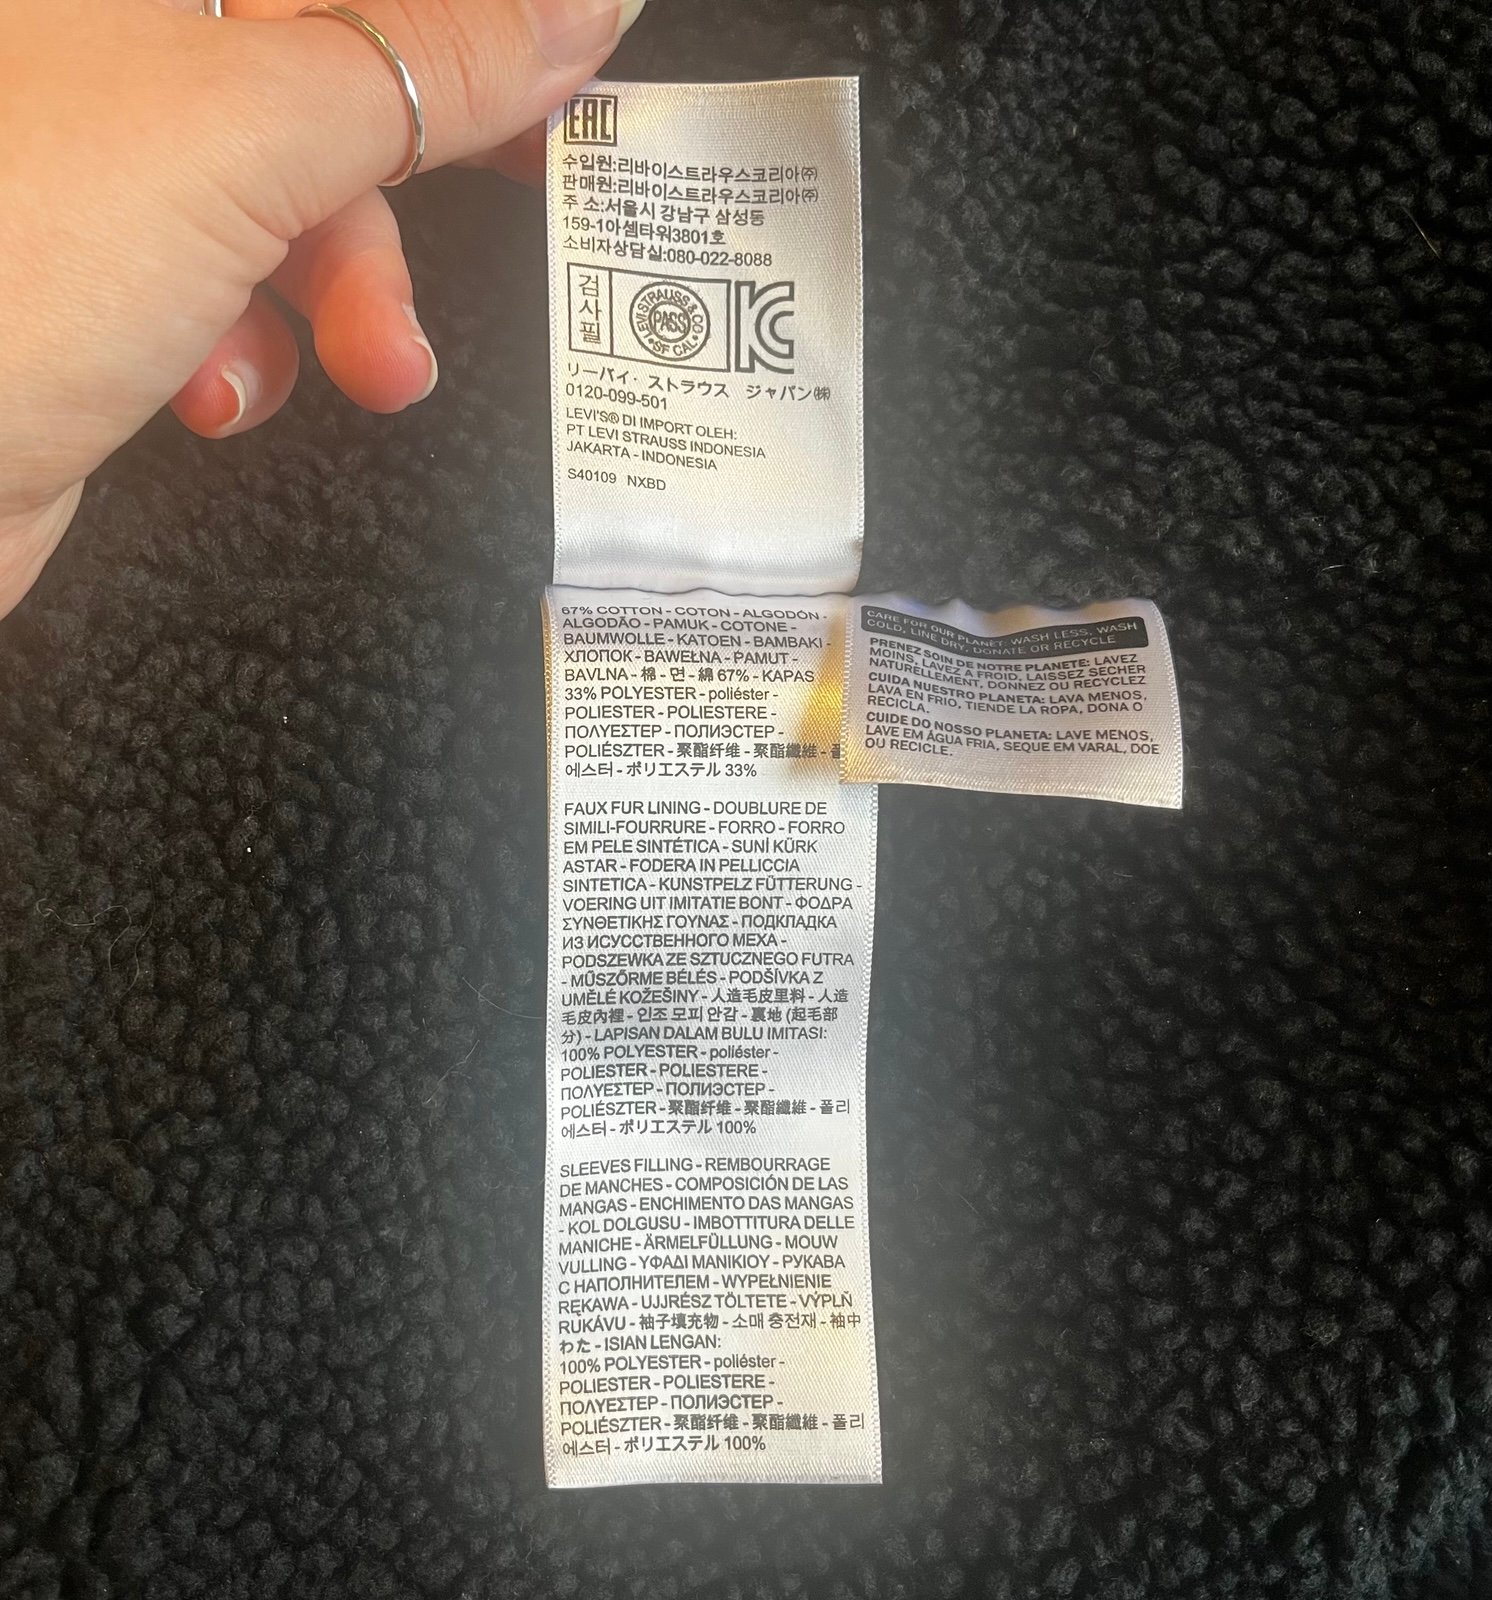 EAC
수입원:리바이스트라우스코리아㈜
판매원:리바이스트라우스코리아㈜
주 소:서울시 강남구 삼성동
159-1아셈타워3801호
소비자상담실:080-022-8088
검사필
LEVI STRAUSS & CO
PASS
SF CAL
KC
リーバイ・ストラウス ジャパン㈱
0120-099-501
LEVI'S® DI IMPORT OLEH:
PT LEVI STRAUSS INDONESIA
JAKARTA - INDONESIA
S40109 NXBD
67% COTTON - COTON - ALGODÓN -
ALGODÃO - PAMUK - COTONE -
BAUMWOLLE - KATOEN - BAMBAKI -
ХЛОПОК - BAWEŁNA - PAMUT -
BAVLNA - 棉 - 면 - 綿 67% - KAPAS
33% POLYESTER - poliéster -
POLIESTER - POLIESTERE -
ΠΟΛΥΕΣΤΕΡ - ПОЛИЭСТЕР -
POLIÉSZTER - 聚酯纤维 - 聚酯纖維 - 폴
에스터 - ポリエステル 33%
FAUX FUR LINING - DOUBLURE DE
SIMILI-FOURRURE - FORRO - FORRO
EM PELE SINTÉTICA - SUNİ KÜRK
ASTAR - FODERA IN PELLICCIA
SINTETICA - KUNSTPELZ FÜTTERUNG -
VOERING UIT IMITATIE BONT - ΦΟΔΡΑ
ΣΥΝΘΕΤΙΚΗΣ ΓΟΥΝΑΣ - ПОДКЛАДКА
ИЗ ИСУССТВЕННОГО МЕХА -
PODSZEWKA ZE SZTUCZNEGO FUTRA
- MŰSZŐRME BÉLÉS - PODŠÍVKA Z
UMĚLÉ KOŽEŠINY - 人造毛皮里料 - 人造
毛皮內裡 - 인조 모피 안감 - 裏地 (起毛部
分) - LAPISAN DALAM BULU IMITASI:
100% POLYESTER - poliéster -
POLIESTER - POLIESTERE -
ΠΟΛΥΕΣΤΕΡ - ПОЛИЭСТЕР -
POLIÉSZTER - 聚酯纤维 - 聚酯纖維 - 폴리
에스터 - ポリエステル 100%
SLEEVES FILLING - REMBOURRAGE
DE MANCHES - COMPOSICIÓN DE LAS
MANGAS - ENCHIMENTO DAS MANGAS
- KOL DOLGUSU - IMBOTTITURA DELLE
MANICHE - ÄRMELFÜLLUNG - MOUW
VULLING - ΥΦΑΔΙ ΜΑΝΙΚΙΟΥ - РУКАВА
С НАПОЛНИТЕЛЕМ - WYPEŁNIENIE
RĘKAWA - UJJRÉSZ TÖLTETE - VÝPLŇ
RUKÁVU - 袖子填充物 - 소매 충전재 - 袖中
わた - ISIAN LENGAN:
100% POLYESTER - poliéster -
POLIESTER - POLIESTERE -
ΠΟΛΥΕΣΤΕΡ - ПОЛИЭСТЕР -
POLIÉSZTER - 聚酯纤维 - 聚酯纖維 - 폴리
에스터 - ポリエステル 100%
CARE FOR OUR PLANET: WASH LESS, WASH
COLD, LINE DRY, DONATE OR RECYCLE
PRENEZ SOIN DE NOTRE PLANETE: LAVEZ
MOINS, LAVEZ A FROID, LAISSEZ SECHER
NATURELLEMENT, DONNEZ OU RECYCLEZ
CUIDA NUESTRO PLANETA: LAVA MENOS,
LAVA EN FRIO, TIENDE LA ROPA, DONA O
RECICLA.
CUIDE DO NOSSO PLANETA: LAVE MENOS,
LAVE EM ÁGUA FRIA, SEQUE EM VARAL, DOE
OU RECICLE.